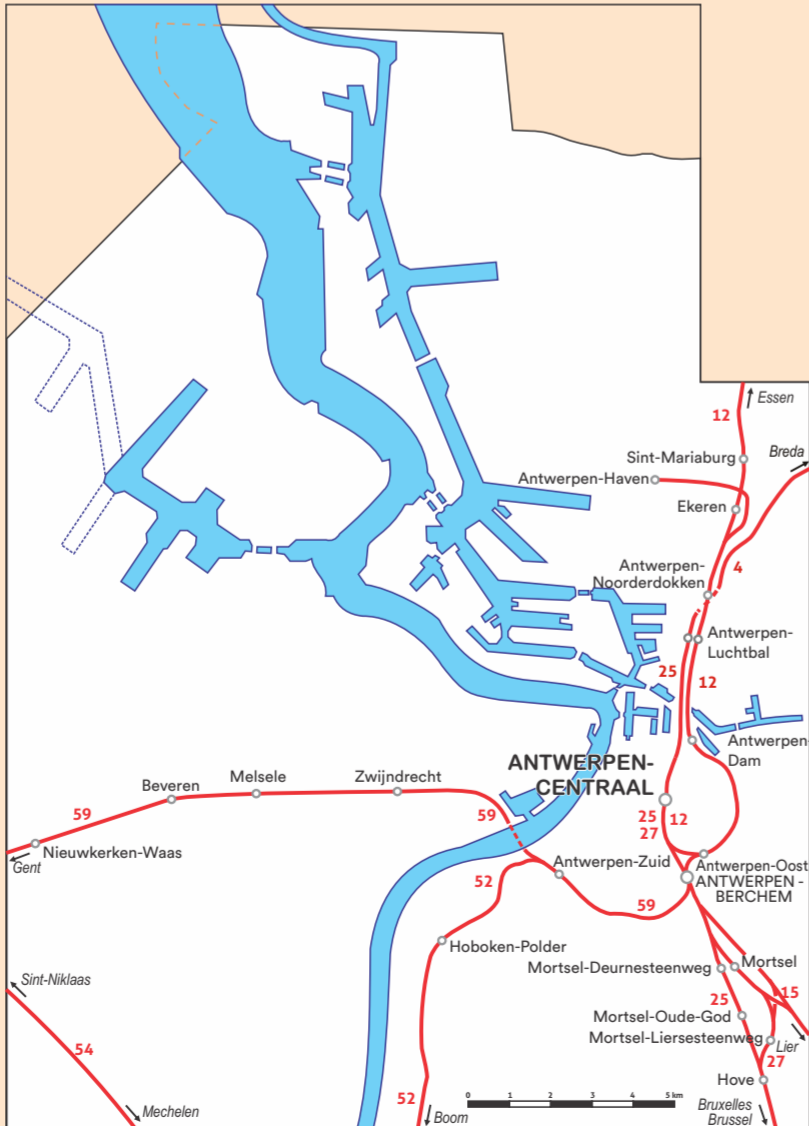 Essen
12
Sint-Mariaburg
Breda
Antwerpen-Haven
Ekeren
4
Antwerpen-
Noorderdokken
Antwerpen-
Luchtbal
25
12
Antwerpen-
Dam
ANTWERPEN-
CENTRAAL
Beveren
Melsele
Zwijndrecht
59
59
25
12
27
Nieuwkerken-Waas
Gent
Antwerpen-Zuid
Antwerpen-Oost
ANTWERPEN -
BERCHEM
52
59
Hoboken-Polder
Mortsel-Deurnesteenweg
Mortsel
Sint-Niklaas
25
15
Mortsel-Oude-God
Mortsel-Liersesteenweg
Lier
54
27
Hove
52
0 1 2 3 4 5 km
Mechelen
Boom
Bruxelles
Brussel